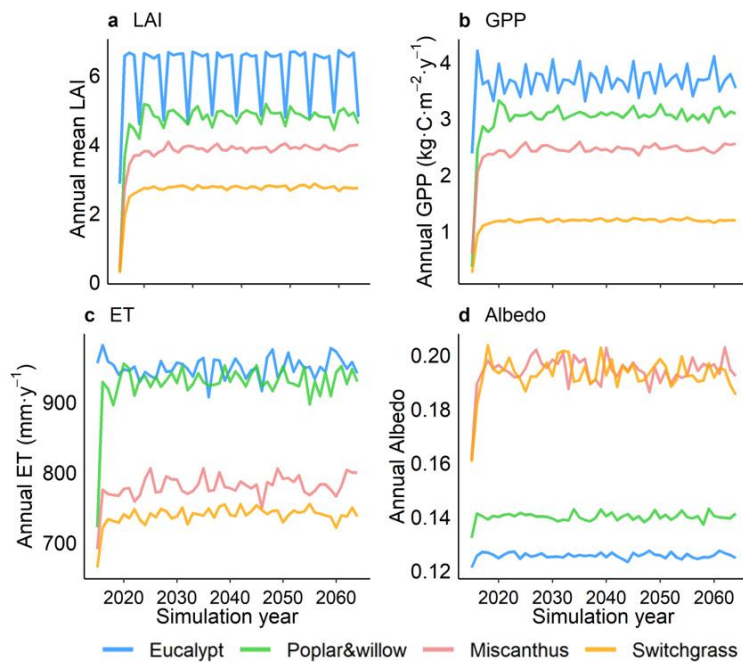 a LAI
Annual mean LAI
6
4
2
0
b GPP
Annual GPP (kg·C·m⁻²·y⁻¹)
4
3
2
1
c ET
Annual ET (mm·y⁻¹)
900
800
700
2020 2030 2040 2050 2060
Simulation year
d Albedo
Annual Albedo
0.20
0.18
0.16
0.14
0.12
2020 2030 2040 2050 2060
Simulation year
Eucalypt Poplar&willow Miscanthus Switchgrass